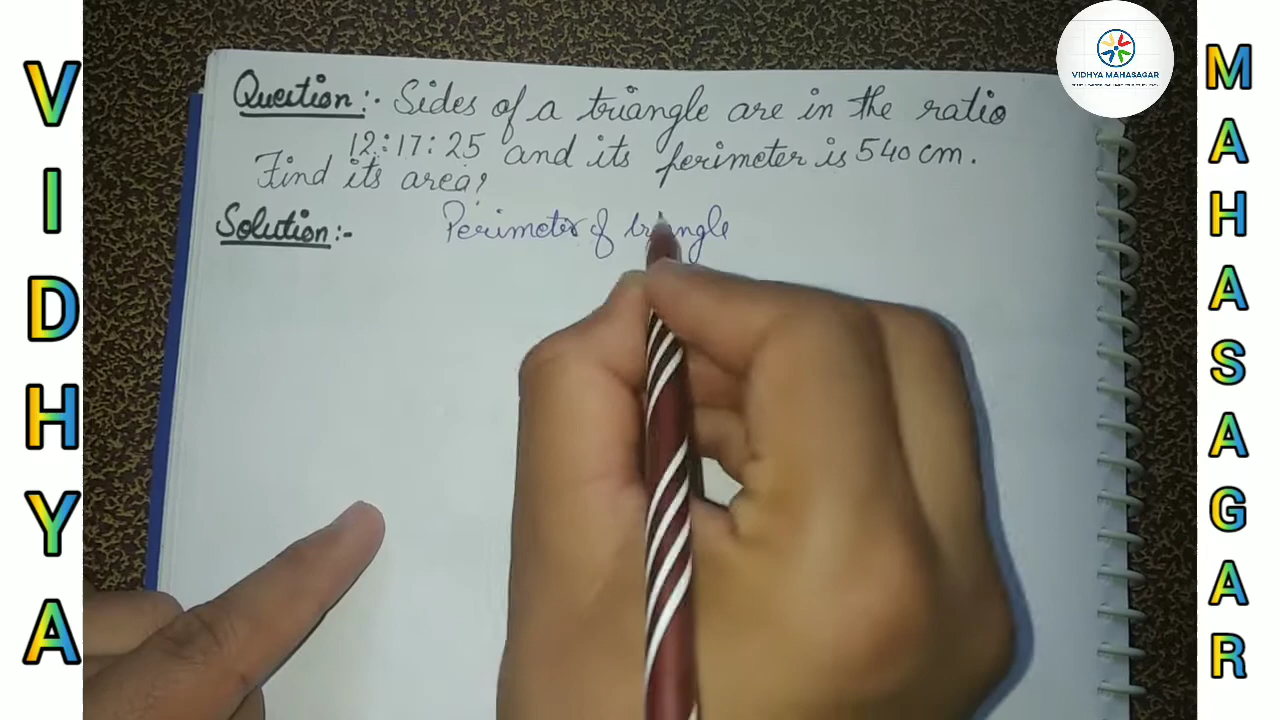 VIDHYA
Question:- Sides of a triangle are in the ratio
12:17:25 and its perimeter is 540 cm.
Find its area?
Solution:- Perimeter of triangle
VIDHYA MAHASAGAR
MAHASAGAR